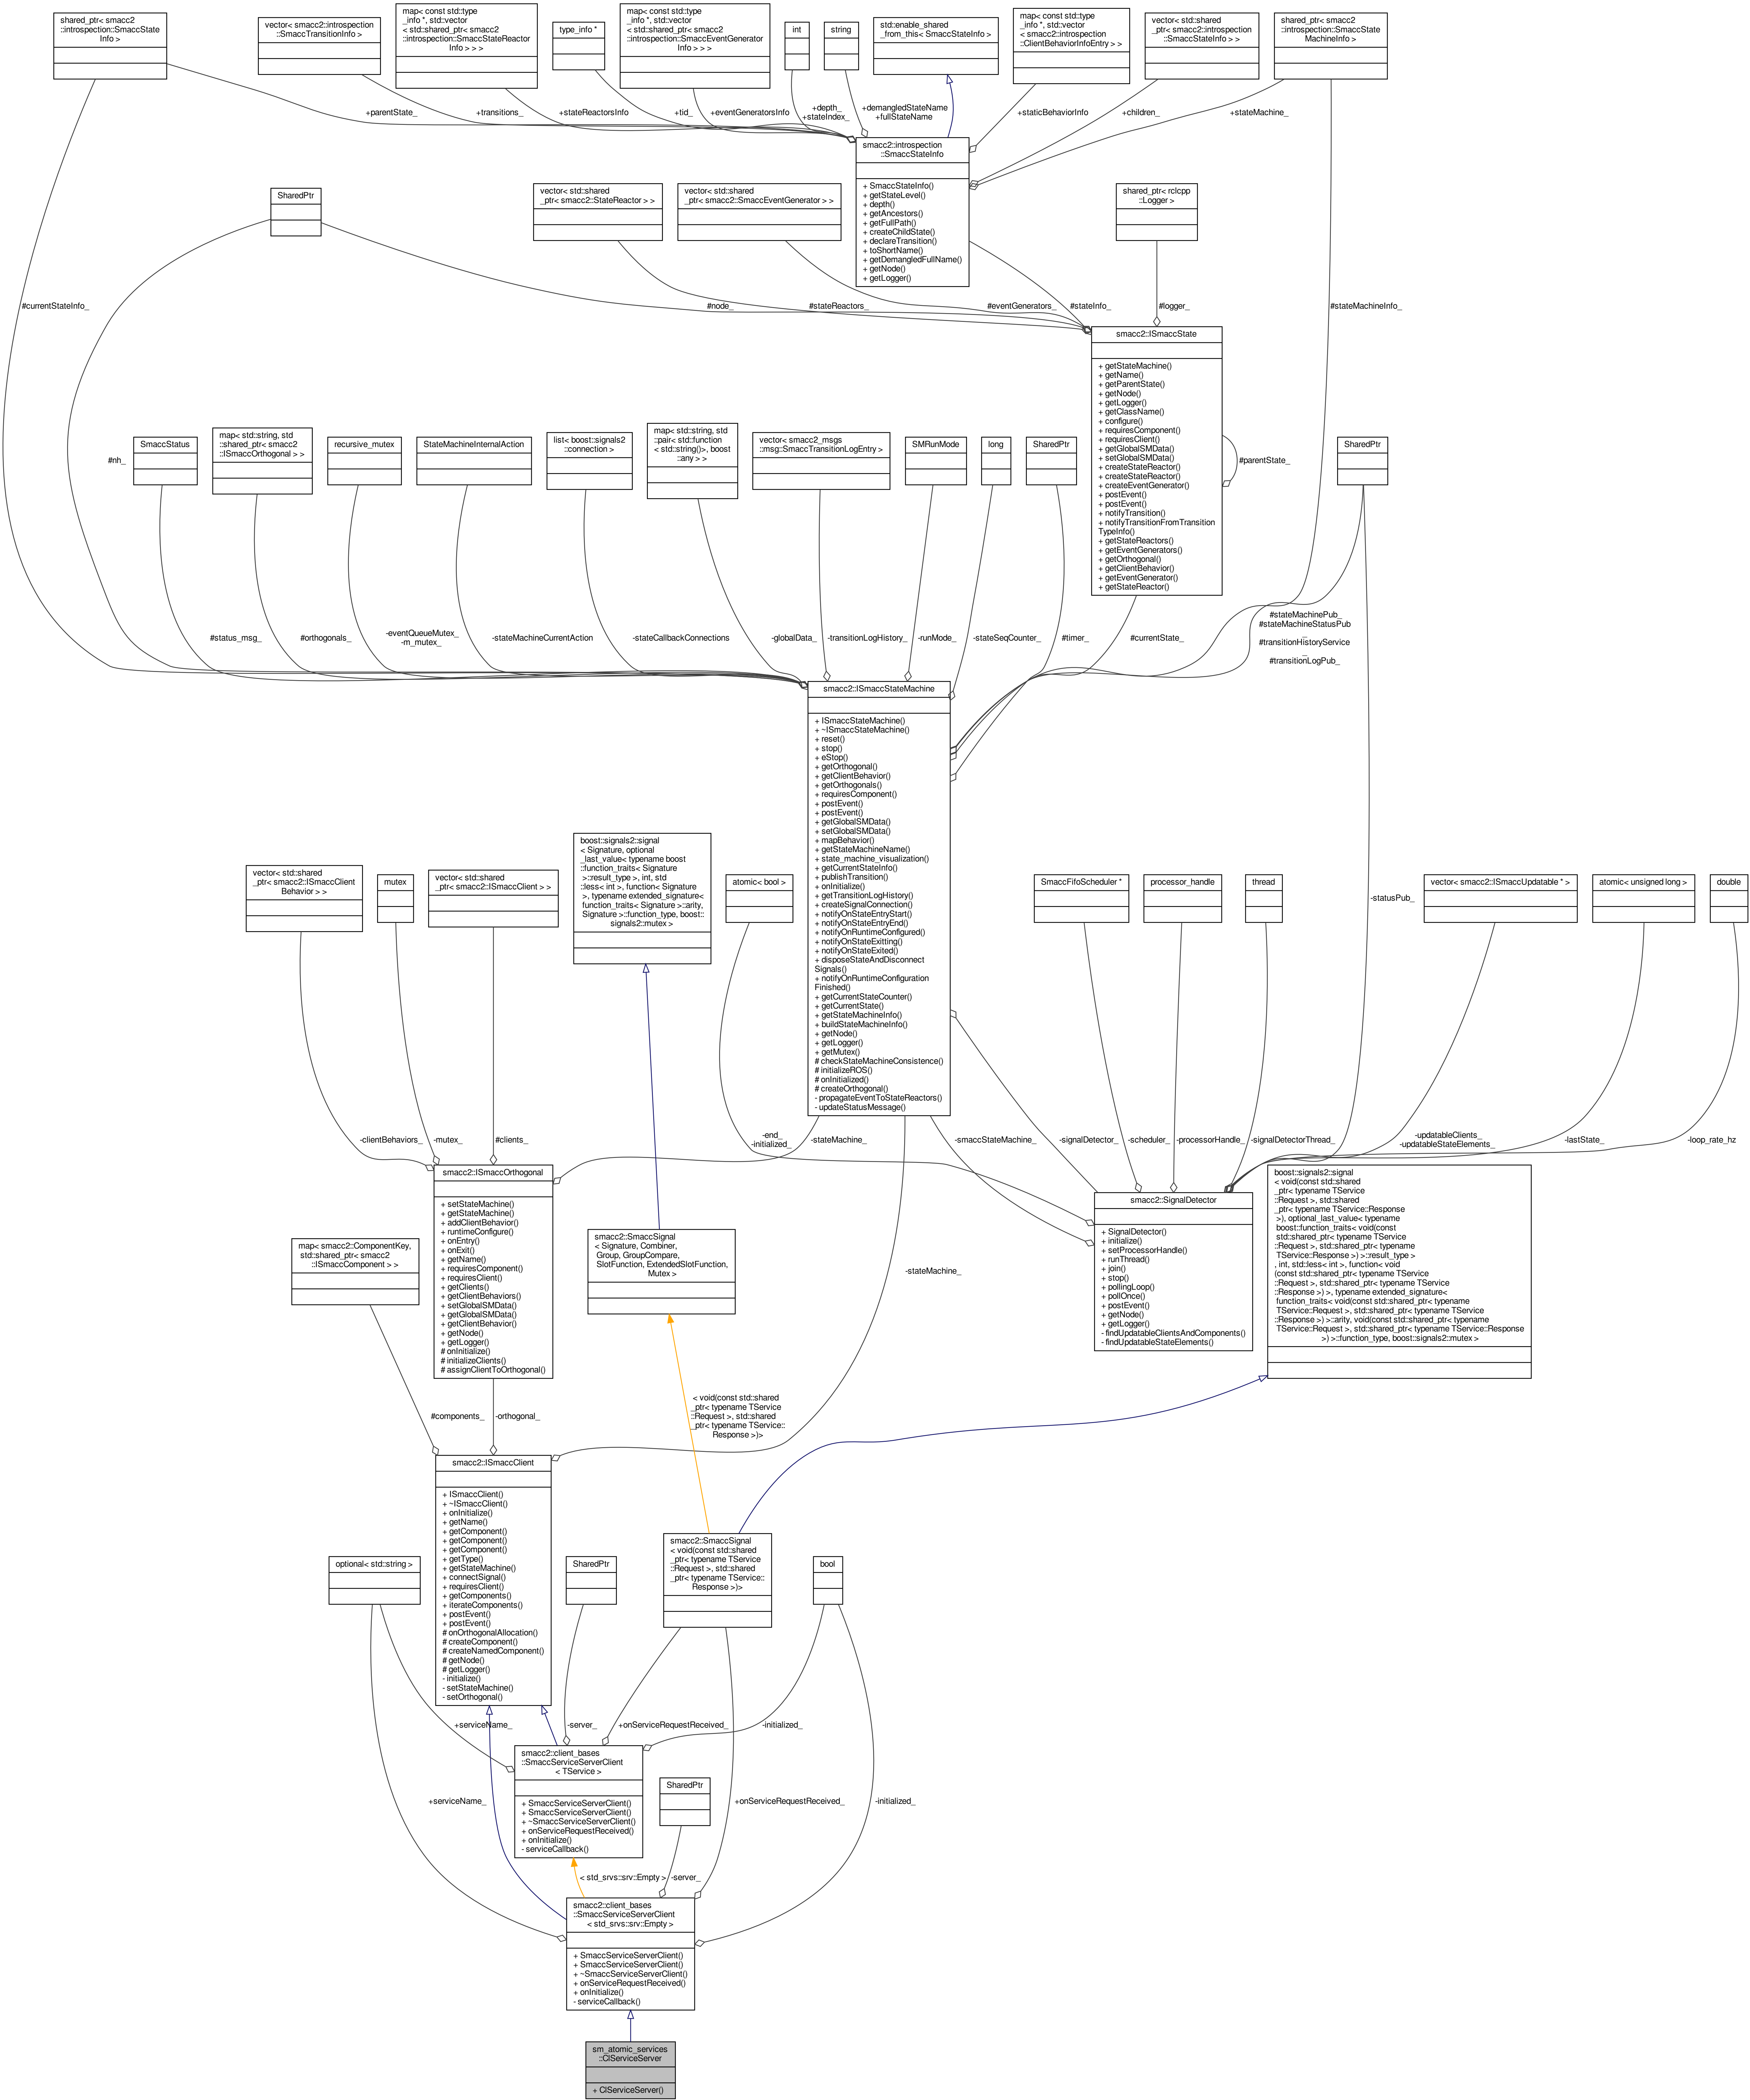 shared_ptr< smacc2
::introspection::SmaccState
Info >
vector< smacc2::introspection
::SmaccTransitionInfo >
map< const std::type
_info *, std::vector
< std::shared_ptr< smacc2
::introspection::SmaccStateReactor
Info > > >
type_info *
map< const std::type
_info *, std::vector
< std::shared_ptr< smacc2
::introspection::SmaccEventGenerator
Info > > >
int
string
std::enable_shared
_from_this< SmaccStateInfo >
map< const std::type
_info *, std::vector
< smacc2::introspection
::ClientBehaviorInfoEntry > >
vector< std::shared
_ptr< smacc2::introspection
::SmaccStateInfo > >
shared_ptr< smacc2
::introspection::SmaccState
MachineInfo >
+parentState_
+transitions_
+stateReactorsInfo
+tid_
+eventGeneratorsInfo
+depth_
+stateIndex_
+demangledStateName
+fullStateName
+staticBehaviorInfo
+children_
+stateMachine_
smacc2::introspection
::SmaccStateInfo
+ SmaccStateInfo()
+ getStateLevel()
+ depth()
+ getAncestors()
+ getFullPath()
+ createChildState()
+ declareTransition()
+ toShortName()
+ getDemangledFullName()
+ getNode()
+ getLogger()
SharedPtr
vector< std::shared
_ptr< smacc2::StateReactor > >
vector< std::shared
_ptr< smacc2::SmaccEventGenerator > >
shared_ptr< rclcpp
::Logger >
#currentStateInfo_
#node_
#stateReactors_
#eventGenerators_
#stateInfo_
#logger_
#stateMachineInfo_
smacc2::ISmaccState
+ getStateMachine()
+ getName()
+ getParentState()
+ getNode()
+ getLogger()
+ getClassName()
+ configure()
+ requiresComponent()
+ requiresClient()
+ getGlobalSMData()
+ setGlobalSMData()
+ createStateReactor()
+ createStateReactor()
+ createEventGenerator()
+ postEvent()
+ postEvent()
+ notifyTransition()
+ notifyTransitionFromTransition
TypeInfo()
+ getStateReactors()
+ getEventGenerators()
+ getOrthogonal()
+ getClientBehavior()
+ getEventGenerator()
+ getStateReactor()
#parentState_
#nh_
SmaccStatus
map< std::string, std
::shared_ptr< smacc2
::ISmaccOrthogonal > >
recursive_mutex
StateMachineInternalAction
list< boost::signals2
::connection >
map< std::string, std
::pair< std::function
< std::string()>, boost
::any > >
vector< smacc2_msgs
::msg::SmaccTransitionLogEntry >
SMRunMode
long
SharedPtr
SharedPtr
#status_msg_
#orthogonals_
-eventQueueMutex_
-m_mutex_
-stateMachineCurrentAction
-stateCallbackConnections
-globalData_
-transitionLogHistory_
-runMode_
-stateSeqCounter_
#timer_
#currentState_
#stateMachinePub_
#stateMachineStatusPub
_
#transitionHistoryService
_
#transitionLogPub_
smacc2::ISmaccStateMachine
+ ISmaccStateMachine()
+ ~ISmaccStateMachine()
+ reset()
+ stop()
+ eStop()
+ getOrthogonal()
+ getClientBehavior()
+ getOrthogonals()
+ requiresComponent()
+ postEvent()
+ postEvent()
+ getGlobalSMData()
+ setGlobalSMData()
+ mapBehavior()
+ getStateMachineName()
+ state_machine_visualization()
+ getCurrentStateInfo()
+ publishTransition()
+ onInitialize()
+ getTransitionLogHistory()
+ createSignalConnection()
+ notifyOnStateEntryStart()
+ notifyOnStateEntryEnd()
+ notifyOnRuntimeConfigured()
+ notifyOnStateExitting()
+ notifyOnStateExited()
+ disposeStateAndDisconnect
Signals()
+ notifyOnRuntimeConfiguration
Finished()
+ getCurrentStateCounter()
+ getCurrentState()
+ getStateMachineInfo()
+ buildStateMachineInfo()
+ getNode()
+ getLogger()
+ getMutex()
# checkStateMachineConsistence()
# initializeROS()
# onInitialized()
# createOrthogonal()
- propagateEventToStateReactors()
- updateStatusMessage()
vector< std::shared
_ptr< smacc2::ISmaccClient
Behavior > >
mutex
vector< std::shared
_ptr< smacc2::ISmaccClient > >
boost::signals2::signal
< Signature, optional
_last_value< typename boost
::function_traits< Signature
>::result_type >, int, std
::less< int >, function< Signature
>, typename extended_signature<
function_traits< Signature >::arity,
Signature >::function_type, boost::
signals2::mutex >
atomic< bool >
SmaccFifoScheduler *
processor_handle
thread
-statusPub_
vector< smacc2::ISmaccUpdatable * >
atomic< unsigned long >
double
-clientBehaviors_
-mutex_
#clients_
-end_
-initialized_
-stateMachine_
-smaccStateMachine_
-signalDetector_
-scheduler_
-processorHandle_
-signalDetectorThread_
-updatableClients_
-updatableStateElements_
-lastState_
-loop_rate_hz
smacc2::ISmaccOrthogonal
+ setStateMachine()
+ getStateMachine()
+ addClientBehavior()
+ runtimeConfigure()
+ onEntry()
+ onExit()
+ getName()
+ requiresComponent()
+ requiresClient()
+ getClients()
+ getClientBehaviors()
+ setGlobalSMData()
+ getGlobalSMData()
+ getClientBehavior()
+ getNode()
+ getLogger()
# onInitialize()
# initializeClients()
# assignClientToOrthogonal()
smacc2::SignalDetector
+ SignalDetector()
+ initialize()
+ setProcessorHandle()
+ runThread()
+ join()
+ stop()
+ pollingLoop()
+ pollOnce()
+ postEvent()
+ getNode()
+ getLogger()
- findUpdatableClientsAndComponents()
- findUpdatableStateElements()
boost::signals2::signal
< void(const std::shared
_ptr< typename TService
::Request >, std::shared
_ptr< typename TService::Response
>), optional_last_value< typename
boost::function_traits< void(const
std::shared_ptr< typename TService
::Request >, std::shared_ptr< typename
TService::Response >) >::result_type >
, int, std::less< int >, function< void
(const std::shared_ptr< typename TService
::Request >, std::shared_ptr< typename TService
::Response >) >, typename extended_signature<
function_traits< void(const std::shared_ptr< typename
TService::Request >, std::shared_ptr< typename TService
::Response >) >::arity, void(const std::shared_ptr< typename
TService::Request >, std::shared_ptr< typename TService::Response
>) >::function_type, boost::signals2::mutex >
map< smacc2::ComponentKey,
std::shared_ptr< smacc2
::ISmaccComponent > >
smacc2::SmaccSignal
< Signature, Combiner,
Group, GroupCompare,
SlotFunction, ExtendedSlotFunction,
Mutex >
-stateMachine_
#components_
-orthogonal_
< void(const std::shared
_ptr< typename TService
::Request >, std::shared
_ptr< typename TService::
Response >)>
smacc2::ISmaccClient
+ ISmaccClient()
+ ~ISmaccClient()
+ onInitialize()
+ getName()
+ getComponent()
+ getComponent()
+ getComponent()
+ getType()
+ getStateMachine()
+ connectSignal()
+ requiresClient()
+ getComponents()
+ iterateComponents()
+ postEvent()
+ postEvent()
# onOrthogonalAllocation()
# createComponent()
# createNamedComponent()
# getNode()
# getLogger()
- initialize()
- setStateMachine()
- setOrthogonal()
optional< std::string >
SharedPtr
smacc2::SmaccSignal
< void(const std::shared
_ptr< typename TService
::Request >, std::shared
_ptr< typename TService::
Response >)>
bool
+serviceName_
-server_
+onServiceRequestReceived_
-initialized_
smacc2::client_bases
::SmaccServiceServerClient
< TService >
+ SmaccServiceServerClient()
+ SmaccServiceServerClient()
+ ~SmaccServiceServerClient()
+ onServiceRequestReceived()
+ onInitialize()
- serviceCallback()
SharedPtr
+serviceName_
+onServiceRequestReceived_
-initialized_
< std_srvs::srv::Empty >
-server_
smacc2::client_bases
::SmaccServiceServerClient
< std_srvs::srv::Empty >
+ SmaccServiceServerClient()
+ SmaccServiceServerClient()
+ ~SmaccServiceServerClient()
+ onServiceRequestReceived()
+ onInitialize()
- serviceCallback()
sm_atomic_services
::ClServiceServer
+ ClServiceServer()